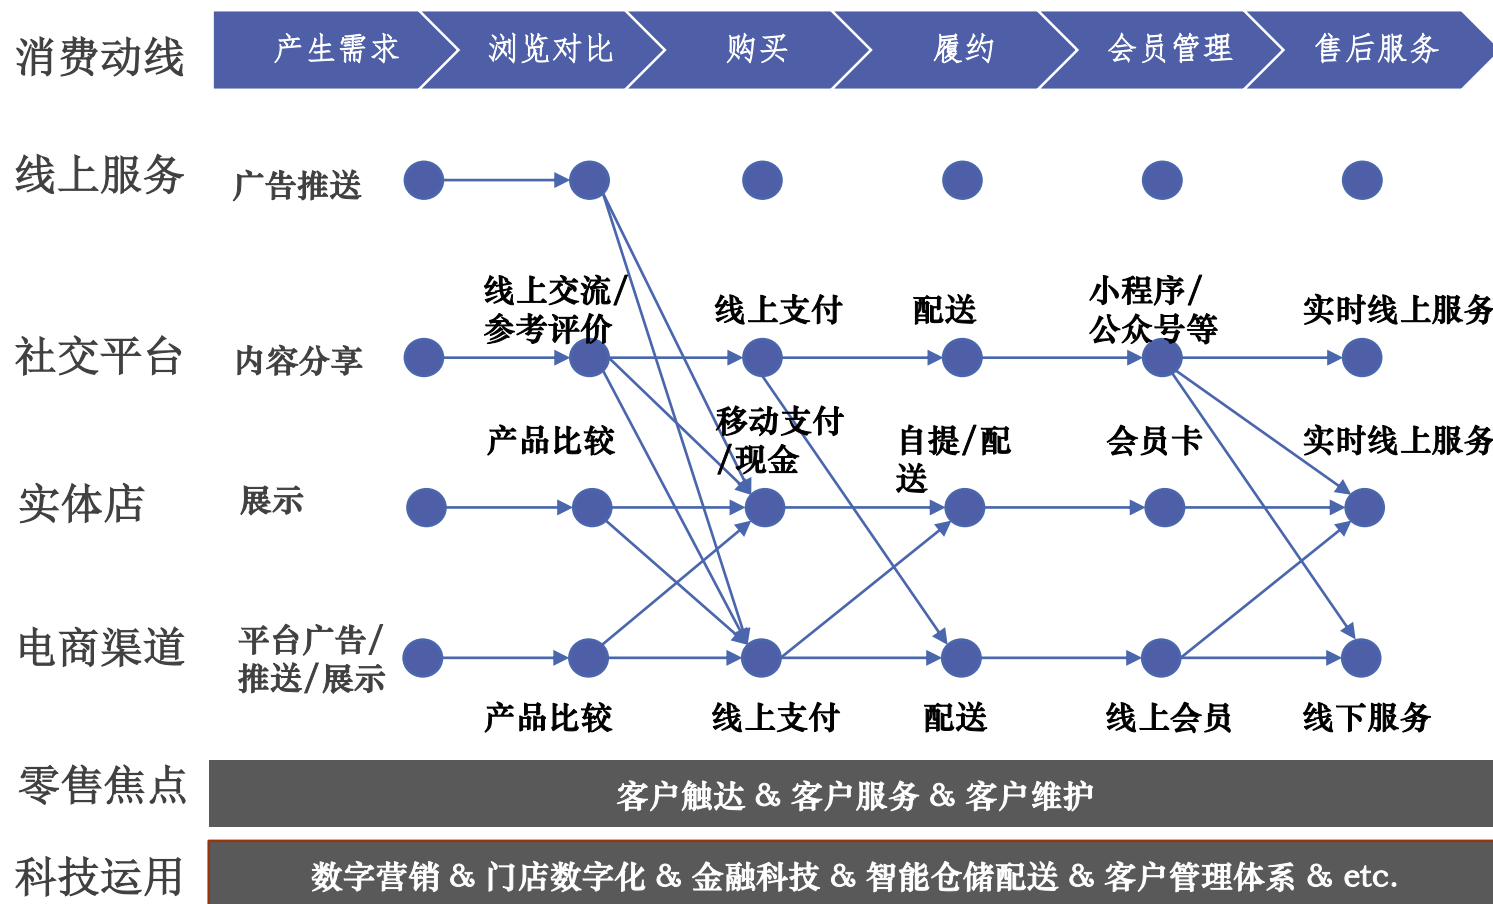 消费动线
产生需求
浏览对比
购买
履约
会员管理
售后服务
线上服务
广告推送
线上交流/
参考评价
线上支付
配送
小程序/
公众号等
实时线上服务
社交平台
内容分享
产品比较
移动支付
/现金
自提/配
送
会员卡
实时线上服务
实体店
展示
电商渠道
平台广告/
推送/展示
产品比较
线上支付
配送
线上会员
线下服务
零售焦点
客户触达 & 客户服务 & 客户维护
科技运用
数字营销 & 门店数字化 & 金融科技 & 智能仓储配送 & 客户管理体系 & etc.